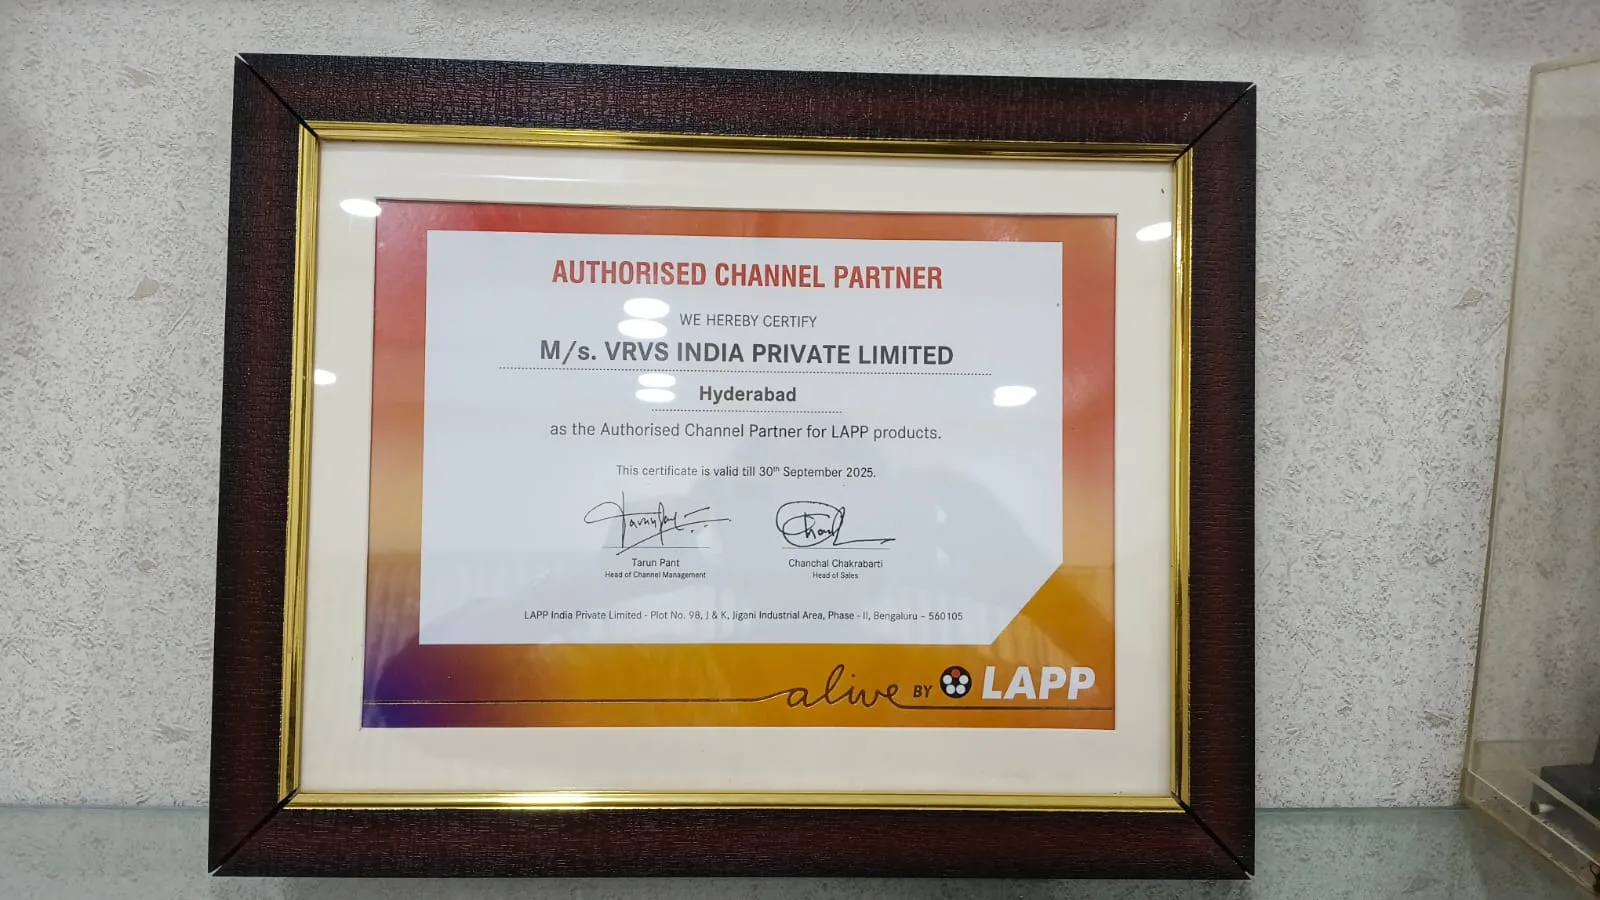 AUTHORISED CHANNEL PARTNER
WE HEREBY CERTIFY
M/s. VRVS INDIA PRIVATE LIMITED
Hyderabad
as the Authorised Channel Partner for LAPP products.
This certificate is valid till 30th September 2025.
Tarun Pant
Head of Channel Management
Chanchal Chakrabarti
Head of Sales
LAPP India Private Limited - Plot No. 98, J & K, Jigani Industrial Area, Phase - II, Bengaluru - 560105
alive BY LAPP